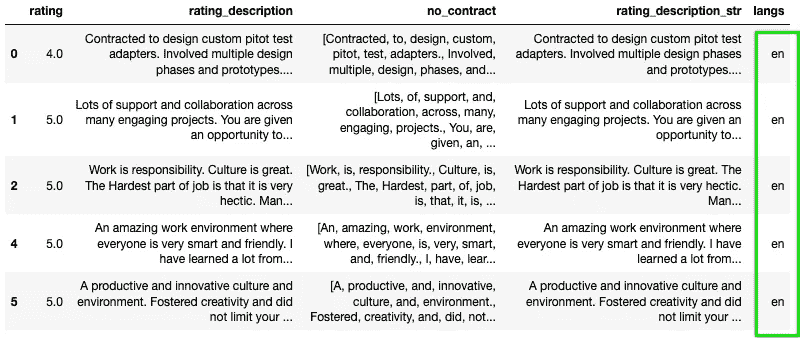 rating rating_description no_contract rating_description_str langs
0 4.0 Contracted to design custom pitot test adapters. Involved multiple design phases and prototypes.... [Contracted, to, design, custom, pitot, test, adapters., Involved, multiple, design, phases, and... Contracted to design custom pitot test adapters. Involved multiple design phases and prototypes.... en
1 5.0 Lots of support and collaboration across many engaging projects. You are given an opportunity to... [Lots, of, support, and, collaboration, across, many, engaging, projects., You, are, given, an, ... Lots of support and collaboration across many engaging projects. You are given an opportunity to... en
2 5.0 Work is responsibility. Culture is great. The Hardest part of job is that it is very hectic. Man... [Work, is, responsibility., Culture, is, great., The, Hardest, part, of, job, is, that, it, is, ... Work is responsibility. Culture is great. The Hardest part of job is that it is very hectic. Man... en
4 5.0 An amazing work environment where everyone is very smart and friendly. I have learned a lot from... [An, amazing, work, environment, where, everyone, is, very, smart, and, friendly., I, have, lear... An amazing work environment where everyone is very smart and friendly. I have learned a lot from... en
5 5.0 A productive and innovative culture and environment. Fostered creativity and did not limit your ... [A, productive, and, innovative, culture, and, environment., Fostered, creativity, and, did, not... A productive and innovative culture and environment. Fostered creativity and did not limit your ... en